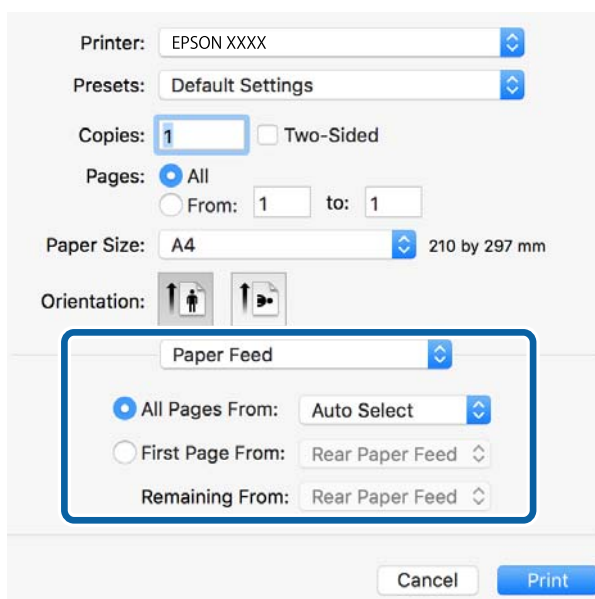 Printer: EPSON XXXX
Presets: Default Settings
Copies: 1 Two-Sided
Pages: All
From: 1 to: 1
Paper Size: A4 210 by 297 mm
Orientation:
Paper Feed
All Pages From: Auto Select
First Page From: Rear Paper Feed
Remaining From: Rear Paper Feed
Cancel Print